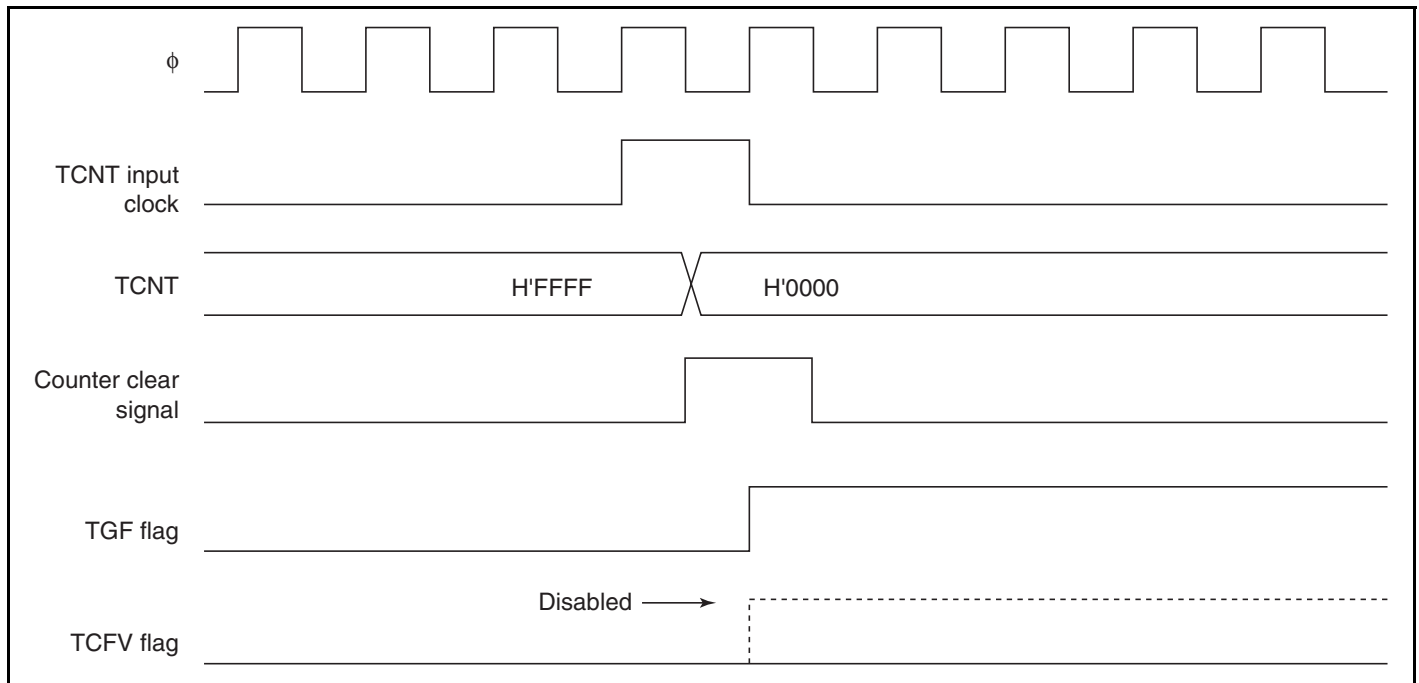 ϕ
TCNT input
clock
TCNT
H'FFFF
H'0000
Counter clear
signal
TGF flag
Disabled
TCFV flag